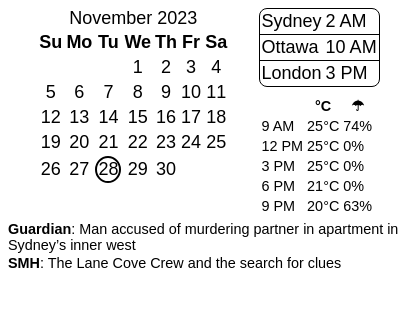 November 2023
Su Mo Tu We Th Fr Sa
1 2 3 4
5 6 7 8 9 10 11
12 13 14 15 16 17 18
19 20 21 22 23 24 25
26 27 28 29 30
Sydney 2 AM
Ottawa 10 AM
London 3 PM
°C ☂
9 AM 25°C 74%
12 PM 25°C 0%
3 PM 25°C 0%
6 PM 21°C 0%
9 PM 20°C 63%
Guardian: Man accused of murdering partner in apartment in
Sydney’s inner west
SMH: The Lane Cove Crew and the search for clues